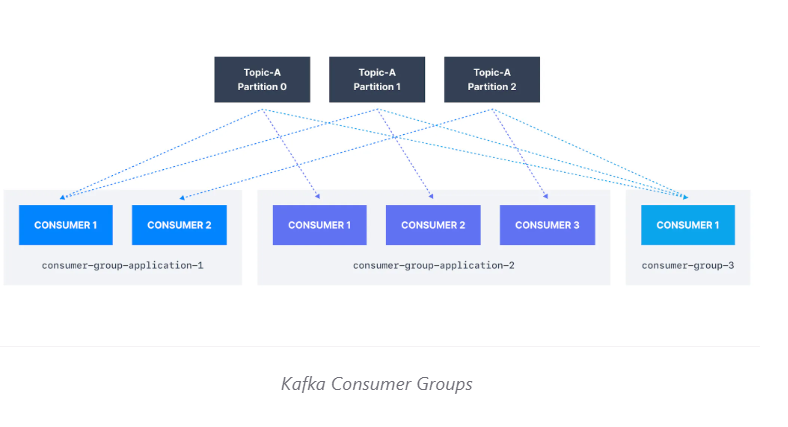 Topic-A
Partition 0
Topic-A
Partition 1
Topic-A
Partition 2
CONSUMER 1
CONSUMER 2
consumer-group-application-1
CONSUMER 1
CONSUMER 2
CONSUMER 3
consumer-group-application-2
CONSUMER 1
consumer-group-3
Kafka Consumer Groups